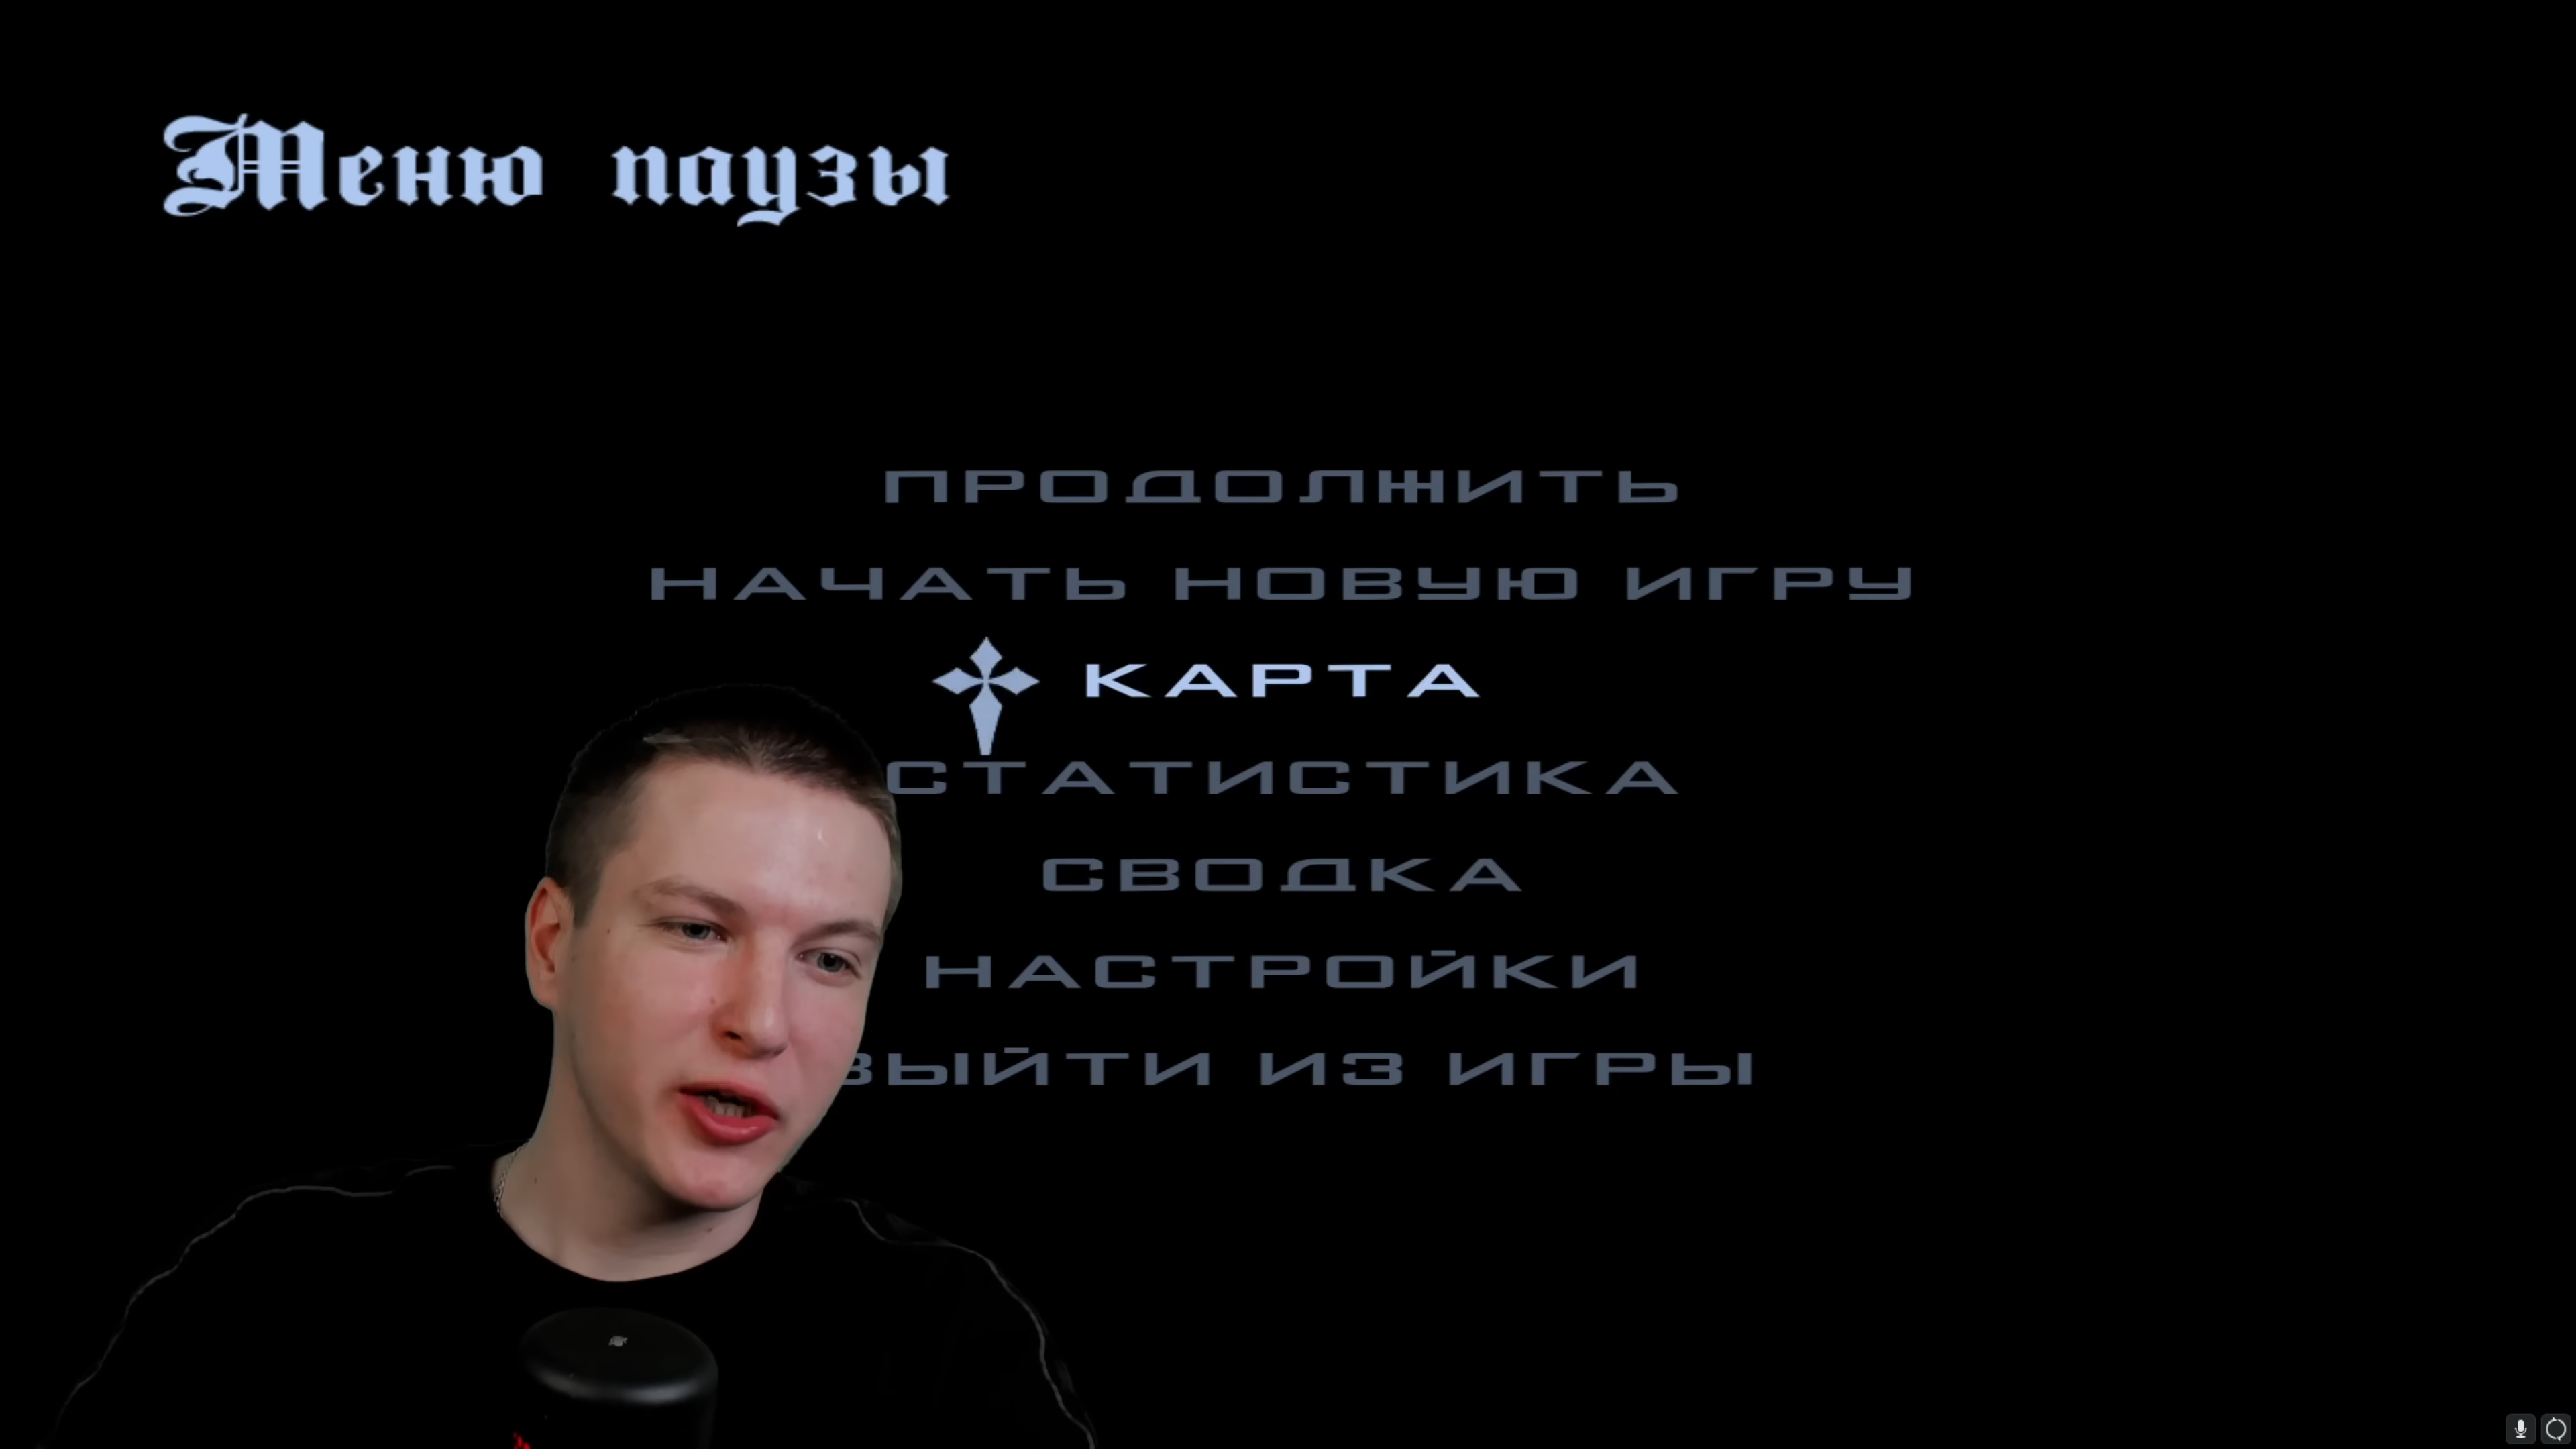 Меню паузы
ПРОДОЛЖИТЬ
НАЧАТЬ НОВУЮ ИГРУ
КАРТА
СТАТИСТИКА
СВОДКА
НАСТРОЙКИ
ВЫЙТИ ИЗ ИГРЫ